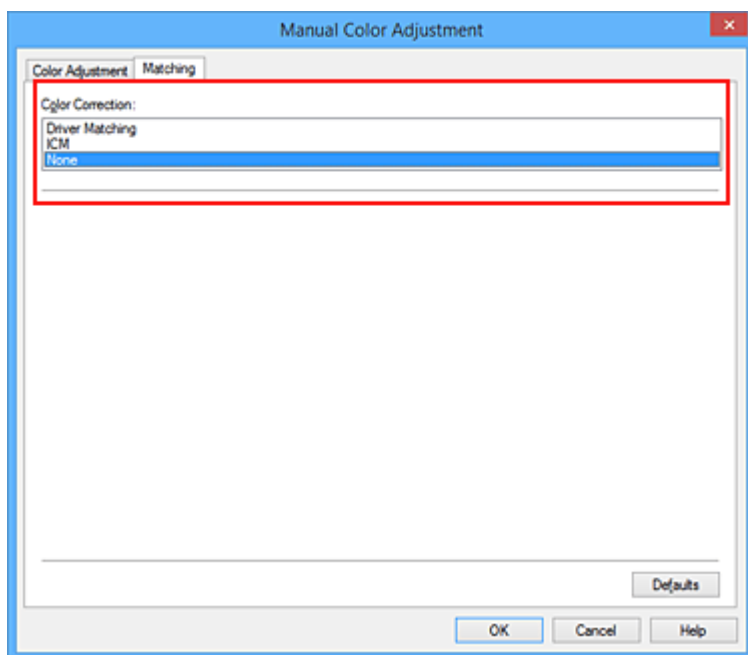 Manual Color Adjustment
Color Adjustment Matching
Color Correction:
Driver Matching
ICM
None
Defaults
OK Cancel Help